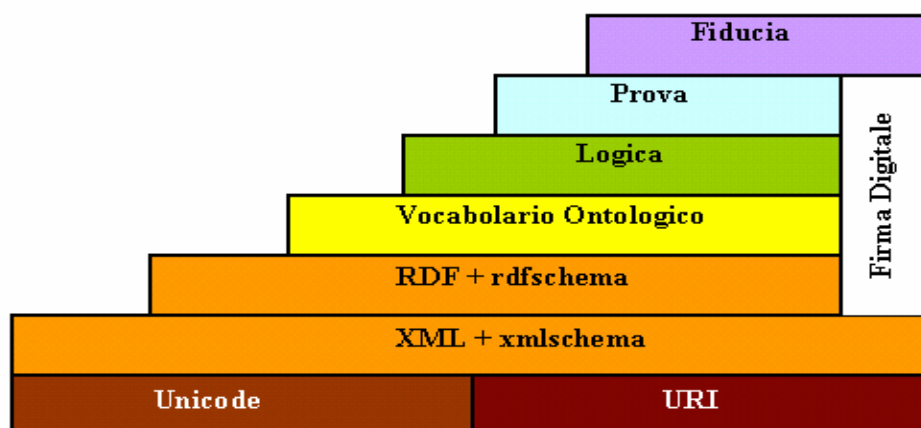 Fiducia
Prova
Logica
Vocabolario Ontologico
RDF + rdfschema
XML + xmlschema
Unicode
URI
Firma Digitale